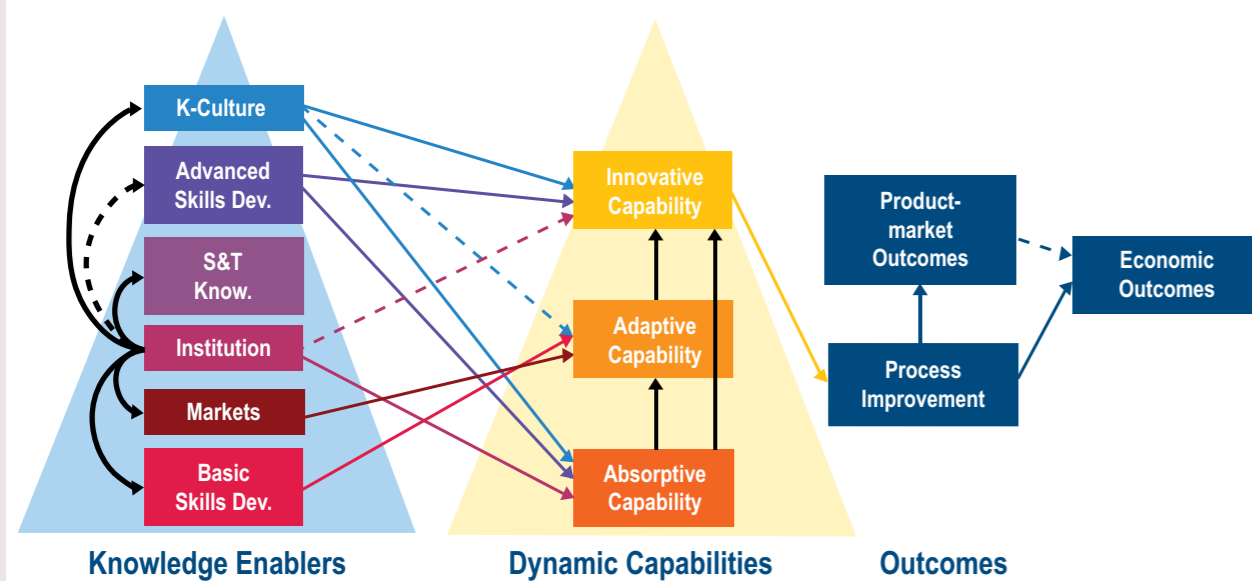 K-Culture
Advanced
Skills Dev.
S&T
Know.
Institution
Markets
Basic
Skills Dev.
Knowledge Enablers
Innovative
Capability
Adaptive
Capability
Absorptive
Capability
Dynamic Capabilities
Product-
market
Outcomes
Economic
Outcomes
Process
Improvement
Outcomes